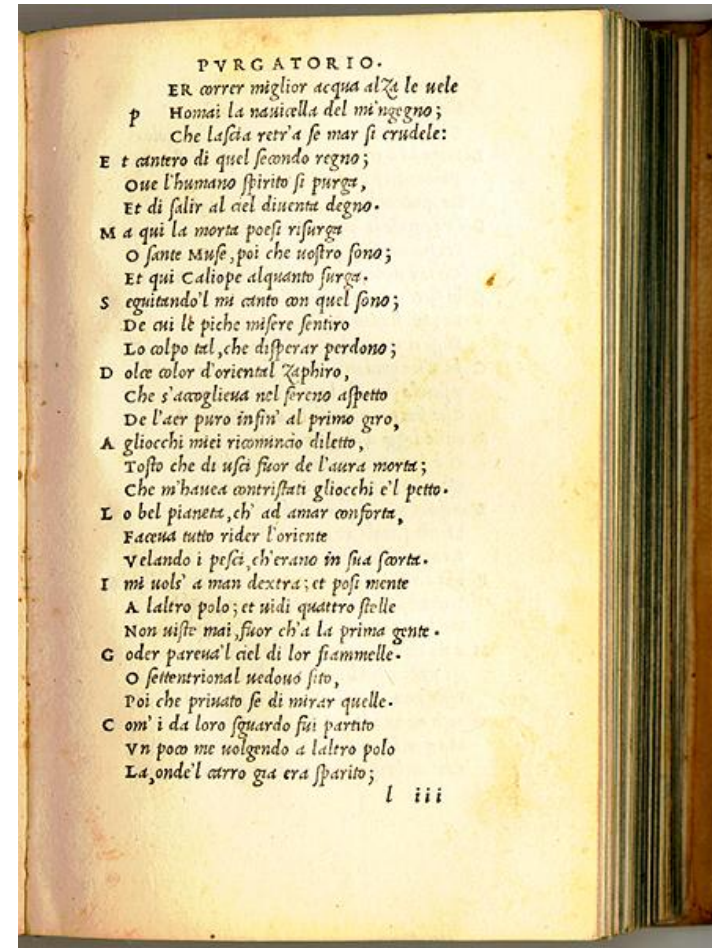 PVRGATORIO.
ER correr miglior acqua alza le uele
p Homai la nauicella del mi'ngegno;
Che laſcia retr'a ſe mar ſi crudele:
E t cantero di quel ſecondo regno;
Oue l'humano ſpirito ſi purga,
Et di ſalir al ciel diuenta degno.
M a qui la morta poeſi riſurga
O ſante Muſe, poi che uoſtro ſono;
Et qui Caliope alquanto ſurga.
S eguitando'l mi canto con quel ſono;
De cui le piche miſere ſentiro
Lo colpo tal, che diſperar perdono;
D olce color d'oriental Zaphiro,
Che s'accoglieua nel ſereno aſpetto
De l'aer puro infin' al primo giro,
A gliocchi miei ricominciо diletto,
Toſto che di uſci fuor de l'aura morta;
Che m'hauea contriſtati gliocchi e'l petto.
L o bel pianeta, ch' ad amar conforta,
Faceua tutto rider l'oriente
Velando i peſci, ch'erano in ſua ſcorta.
I mi uolſ' a man dextra; et poſi mente
A laltro polo; et uidi quattro ſtelle
Non uiſte mai, fuor ch'a la prima gente.
G oder pareua'l ciel di lor fiammelle.
O ſettentrional uedouo ſito,
Poi che priuato ſe di mirar quelle.
C om' i da loro ſguardo fui partito
Vn poco me uolgendo a laltro polo
La, onde'l carro gia era ſparito;
l iii